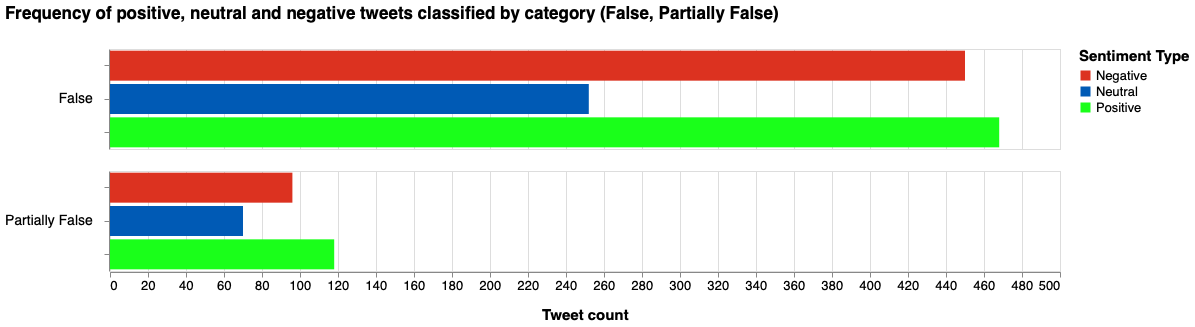 Frequency of positive, neutral and negative tweets classified by category (False, Partially False)
Sentiment Type
Negative
Neutral
Positive
False
Partially False
0 20 40 60 80 100 120 140 160 180 200 220 240 260 280 300 320 340 360 380 400 420 440 460 480 500
Tweet count